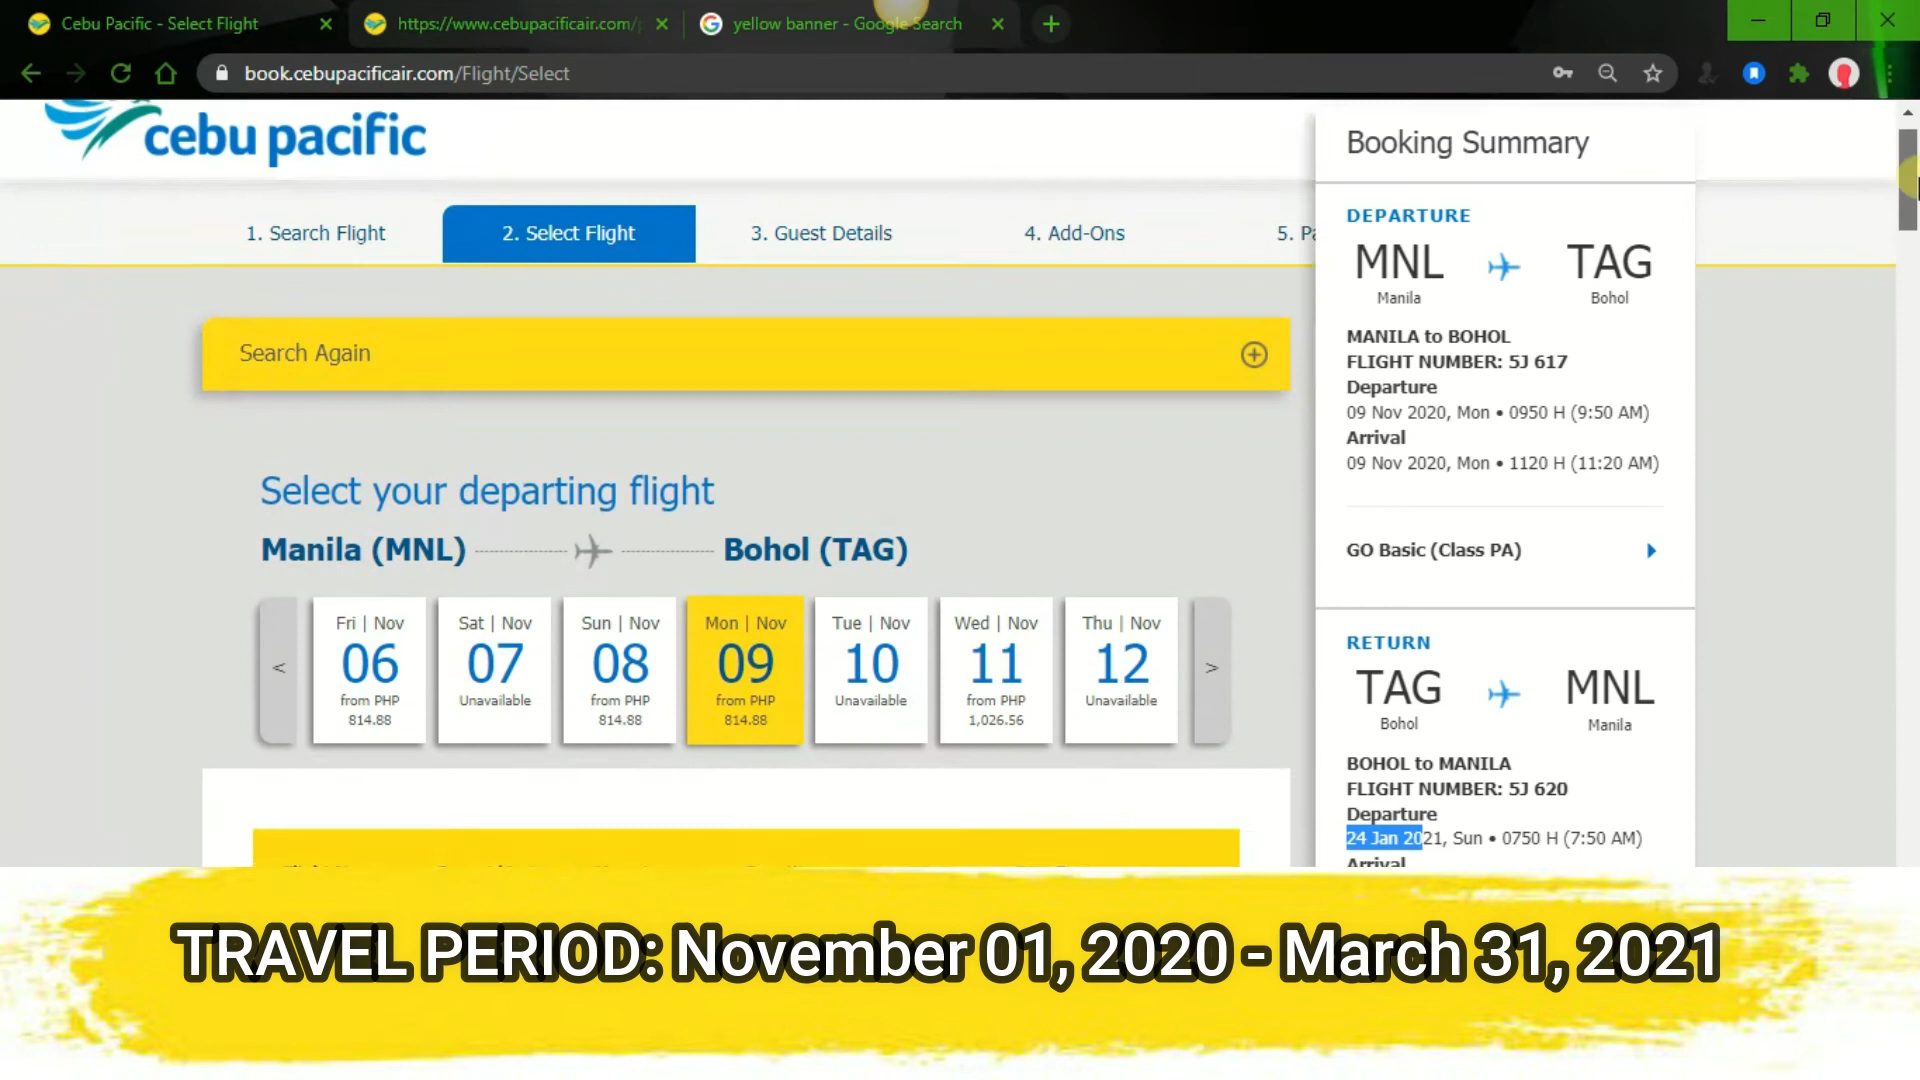 Cebu Pacific - Select Flight
https://www.cebupacificair.com/
yellow banner - Google Search
book.cebupacificair.com/Flight/Select
cebu pacific
1. Search Flight
2. Select Flight
3. Guest Details
4. Add-Ons
5. Pa
Search Again
Select your departing flight
Manila (MNL)
Bohol (TAG)
<
Fri | Nov
06
from PHP
814.88
Sat | Nov
07
Unavailable
Sun | Nov
08
from PHP
814.88
Mon | Nov
09
from PHP
814.88
Tue | Nov
10
Unavailable
Wed | Nov
11
from PHP
1,026.56
Thu | Nov
12
Unavailable
>
Booking Summary
DEPARTURE
MNL
TAG
Manila
Bohol
MANILA to BOHOL
FLIGHT NUMBER: 5J 617
Departure
09 Nov 2020, Mon • 0950 H (9:50 AM)
Arrival
09 Nov 2020, Mon • 1120 H (11:20 AM)
GO Basic (Class PA)
RETURN
TAG
MNL
Bohol
Manila
BOHOL to MANILA
FLIGHT NUMBER: 5J 620
Departure
24 Jan 2021, Sun • 0750 H (7:50 AM)
Arrival
TRAVEL PERIOD: November 01, 2020 - March 31, 2021